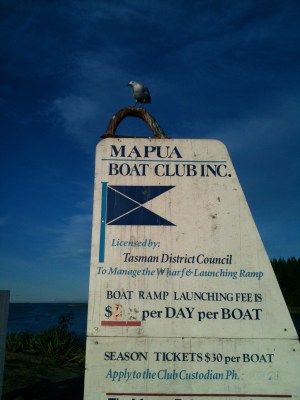 MAPUA
BOAT CLUB INC.
Licensed by:
Tasman District Council
To Manage the Wharf & Launching Ramp
BOAT RAMP LAUNCHING FEE IS
$ per DAY per BOAT
SEASON TICKETS $30 per BOAT
Apply to the Club Custodian Ph.